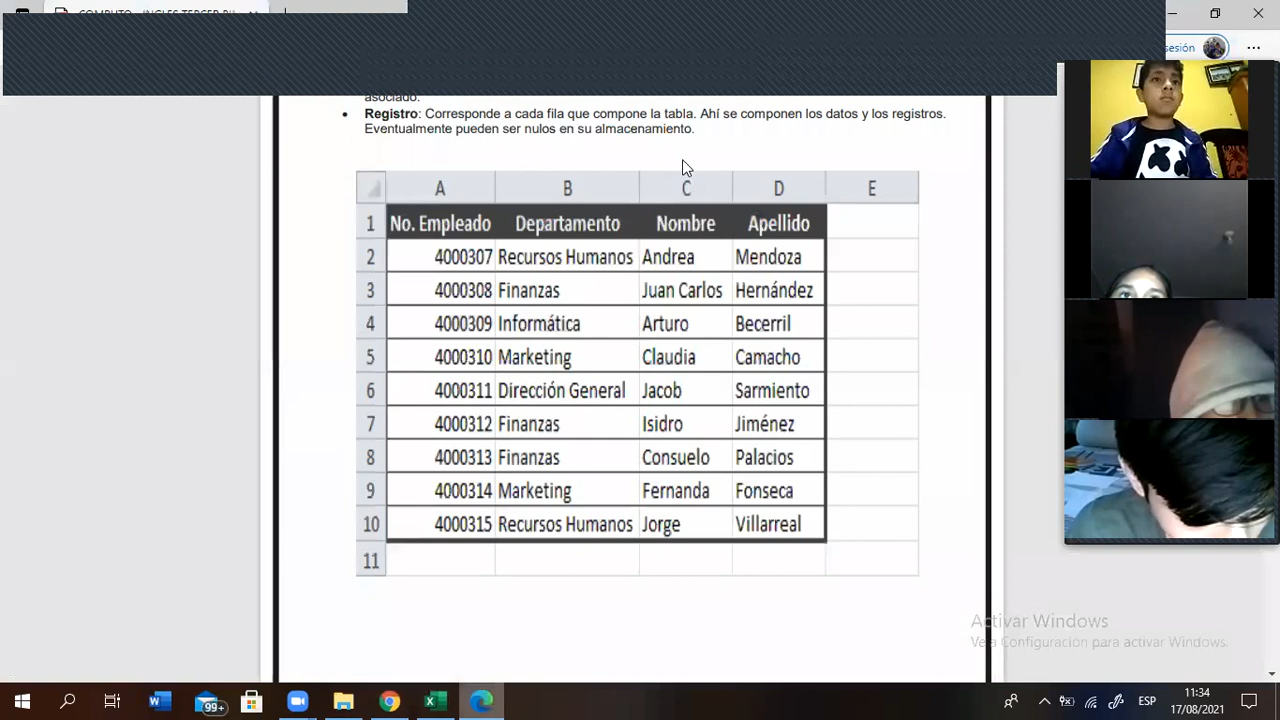 sesión
asociado.
• Registro: Corresponde a cada fila que compone la tabla. Ahí se componen los datos y los registros.
Eventualmente pueden ser nulos en su almacenamiento.
A B C D E
1 No. Empleado Departamento Nombre Apellido
2 4000307 Recursos Humanos Andrea Mendoza
3 4000308 Finanzas Juan Carlos Hernández
4 4000309 Informática Arturo Becerril
5 4000310 Marketing Claudia Camacho
6 4000311 Dirección General Jacob Sarmiento
7 4000312 Finanzas Isidro Jiménez
8 4000313 Finanzas Consuelo Palacios
9 4000314 Marketing Fernanda Fonseca
10 4000315 Recursos Humanos Jorge Villarreal
11
Activar Windows
Ve a Configuración para activar Windows.
99+
ESP
11:34
17/08/2021